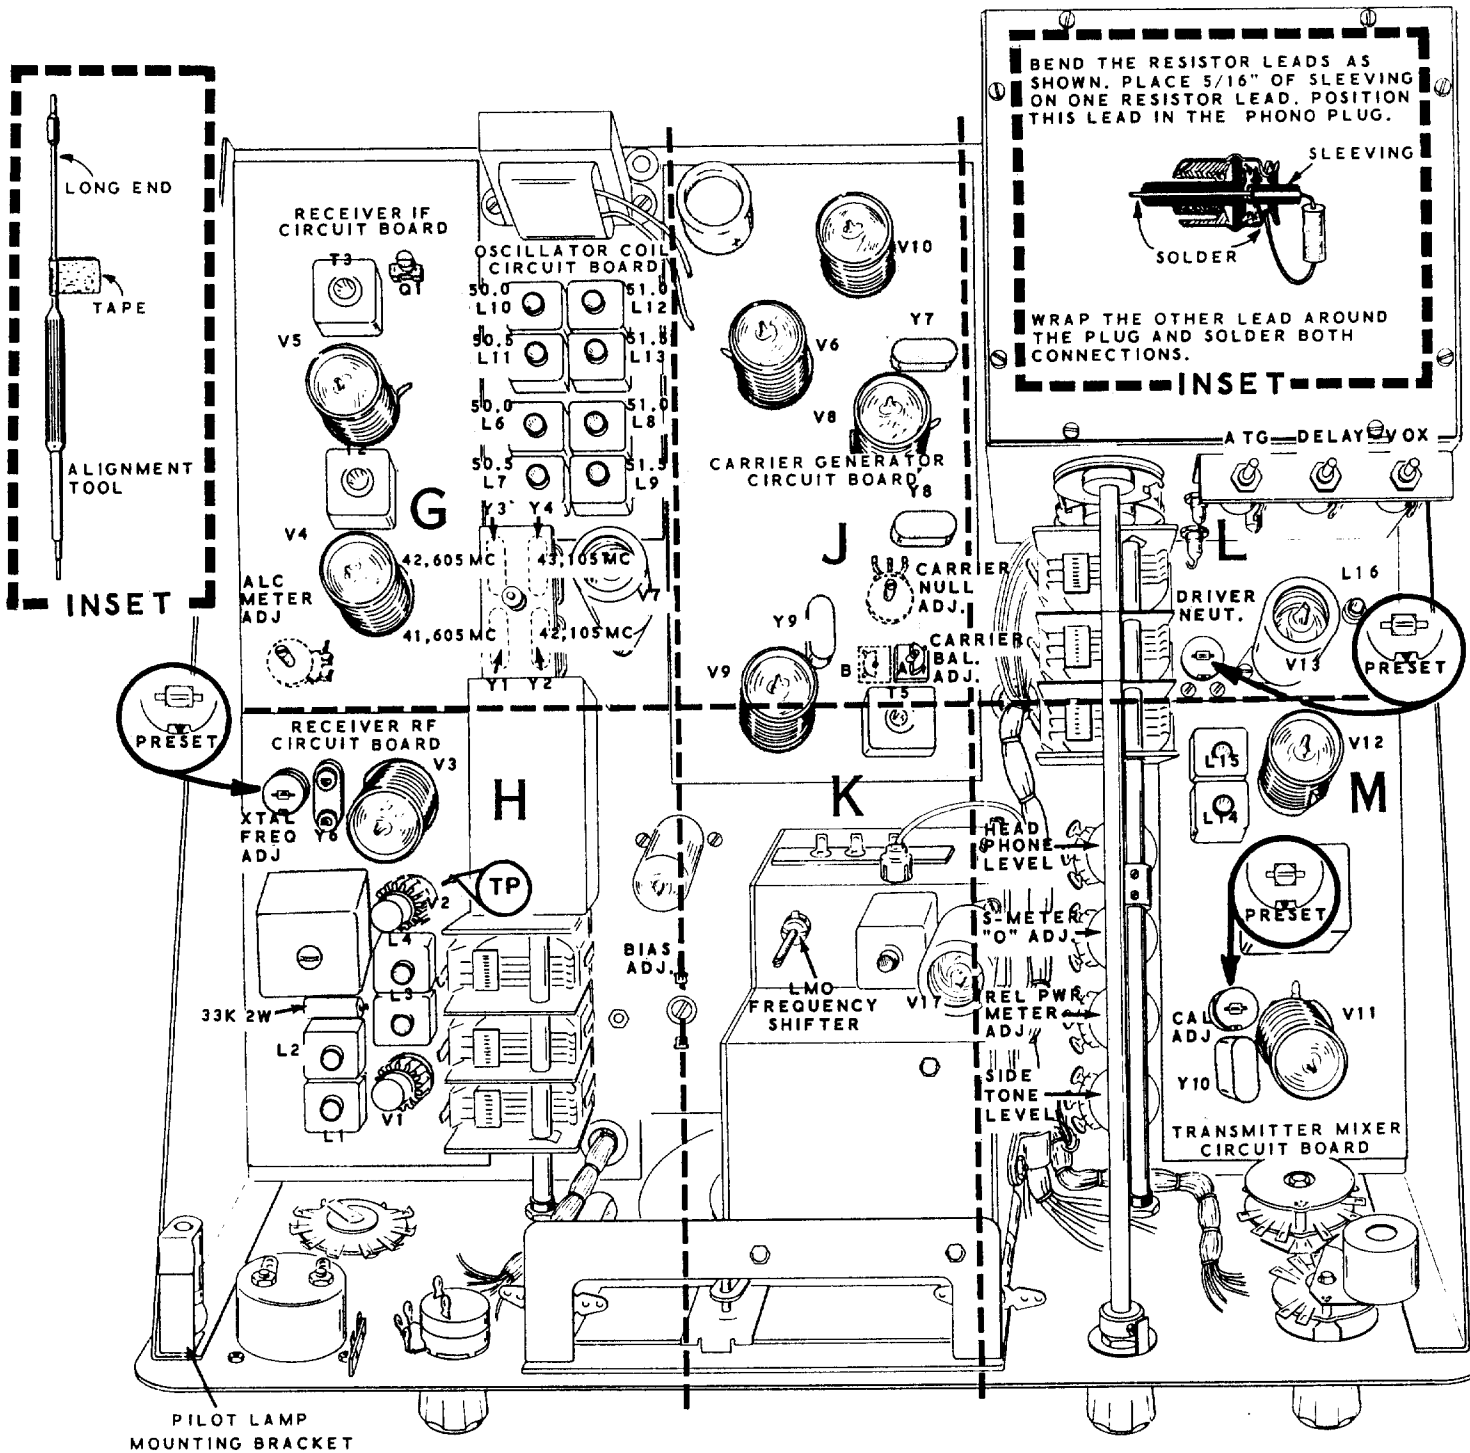 LONG END
TAPE
ALIGNMENT
TOOL
INSET
BEND THE RESISTOR LEADS AS
SHOWN. PLACE 5/16" OF SLEEVING
ON ONE RESISTOR LEAD. POSITION
THIS LEAD IN THE PHONO PLUG.
SLEEVING
SOLDER
WRAP THE OTHER LEAD AROUND
THE PLUG AND SOLDER BOTH
CONNECTIONS.
INSET
RECEIVER IF
CIRCUIT BOARD
T3
Q1
V5
T2
G
V4
ALC
METER
ADJ
OSCILLATOR COIL
CIRCUIT BOARD
50.0
L10
51.0
L12
50.5
L11
51.5
L13
50.0
L6
51.0
L8
50.5
L7
51.5
L9
Y3
Y4
42,605 MC
43,105 MC
V7
41,605 MC
42,105 MC
Y1
Y2
V10
V6
Y7
V8
CARRIER GENERATOR
CIRCUIT BOARD
Y8
J
CARRIER
NULL
ADJ.
Y9
CARRIER
BAL.
ADJ.
B
A
V9
T5
ATG
DELAY
VOX
L
L16
DRIVER
NEUT.
V13
PRESET
PRESET
RECEIVER RF
CIRCUIT BOARD
V3
XTAL
FREQ
ADJ
Y6
H
TP
V2
L4
L3
33K 2W
L2
L1
V1
BIAS
ADJ.
K
LMO
FREQUENCY
SHIFTER
V17
HEAD
PHONE
LEVEL
S-METER
"O" ADJ.
REL PWR
METER
ADJ
SIDE
TONE
LEVEL
V12
L15
L14
M
PRESET
CAL
ADJ
V11
Y10
TRANSMITTER MIXER
CIRCUIT BOARD
PILOT LAMP
MOUNTING BRACKET